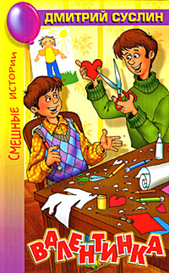 ДМИТРИЙ СУСЛИН
СМЕШНЫЕ ИСТОРИИ
ВАЛЕНТИНКА